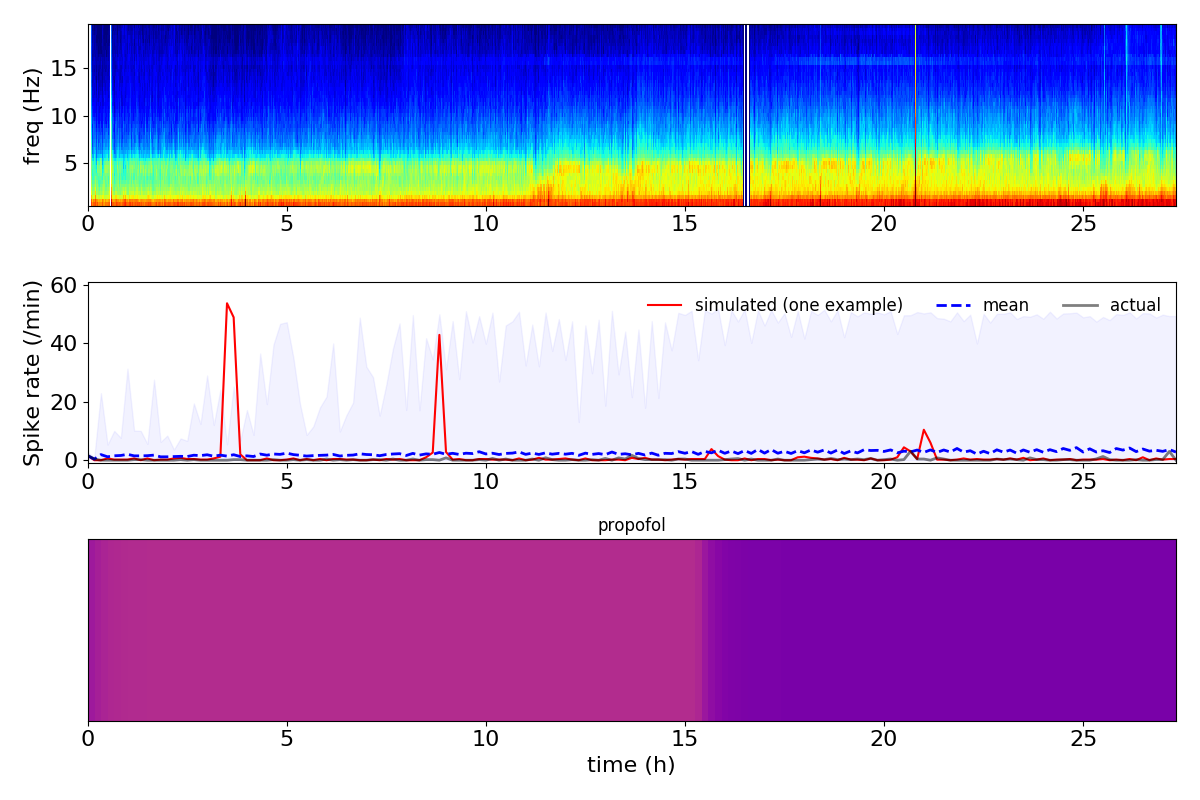 15
10
5
freq (Hz)
0 5 10 15 20 25
60
40
20
0
Spike rate (/min)
simulated (one example) mean actual
0 5 10 15 20 25
propofol
0 5 10 15 20 25
time (h)